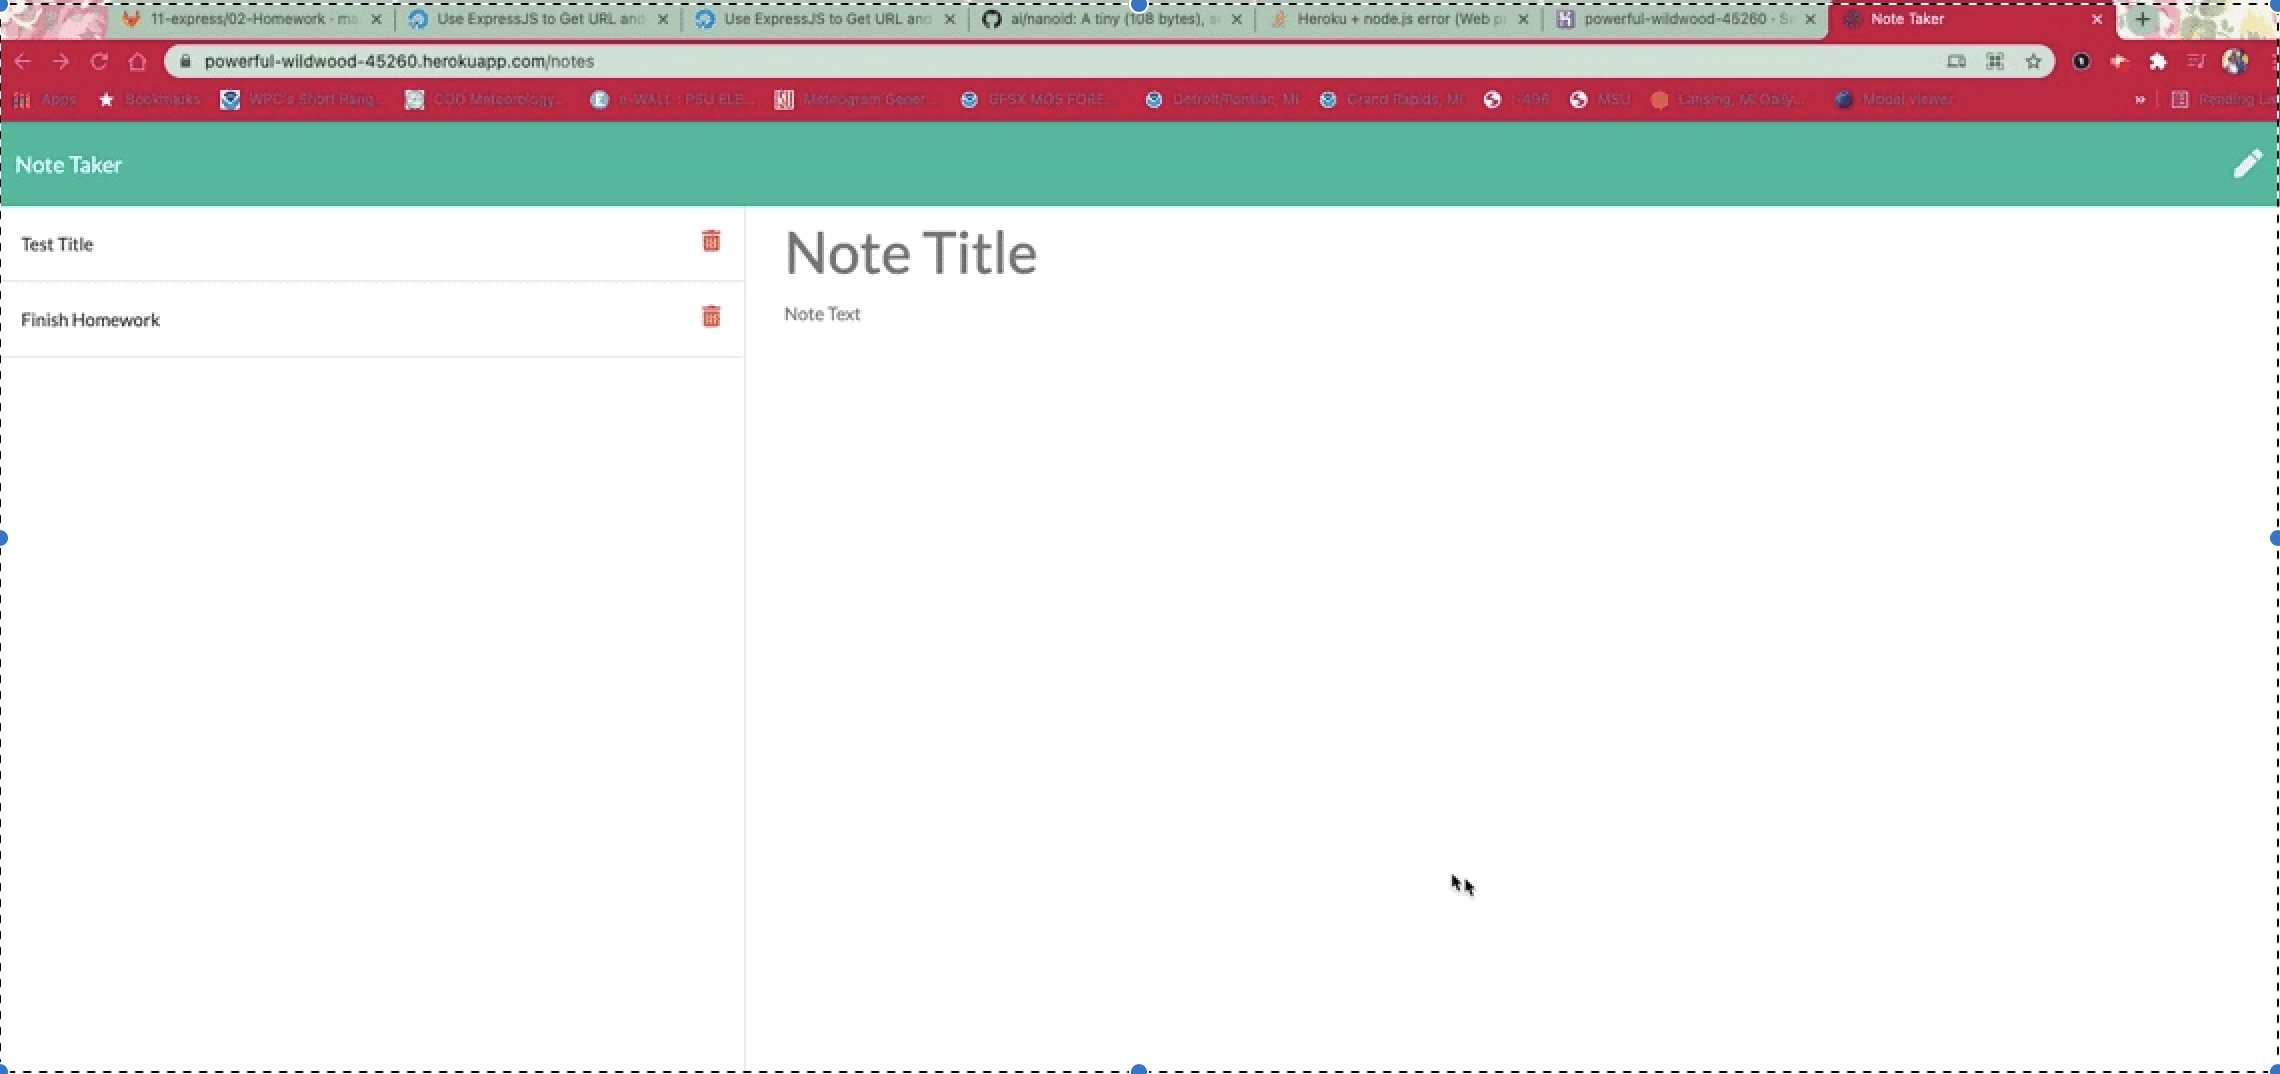 11-express/02-Homework - ma
Use ExpressJS to Get URL and
Use ExpressJS to Get URL and
ai/nanoid: A tiny (108 bytes), s
Heroku + node.js error (Web p
powerful-wildwood-45260 - S
Note Taker
powerful-wildwood-45260.herokuapp.com/notes
Apps
Bookmarks
WPC's Short Rang...
COD Meteorology...
e-WALL : PSU ELE...
Meteogram Gener...
GFSX MOS FORE...
Detroit/Pontiac, MI
Grand Rapids, MI
I-496
MSU
Lansing, MI Daily...
Model viewer
»
Reading Li
Note Taker
Test Title
Finish Homework
Note Title
Note Text